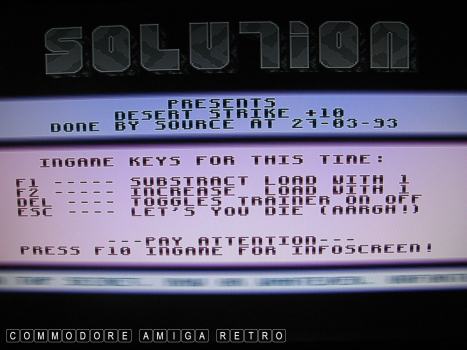 SOLUTION
PRESENTS
DESERT STRIKE +10
DONE BY SOURCE AT 27-03-93
INGAME KEYS FOR THIS TIME:
F1 ----- SUBSTRACT LOAD WITH 1
F2 ----- INCREASE LOAD WITH 1
DEL ---- TOGGLES TRAINER ON OFF
ESC ---- LET'S YOU DIE (AARGH!)
---PAY ATTENTION---
PRESS F10 INGAME FOR INFOSCREEN!
COMMODORE AMIGA RETRO